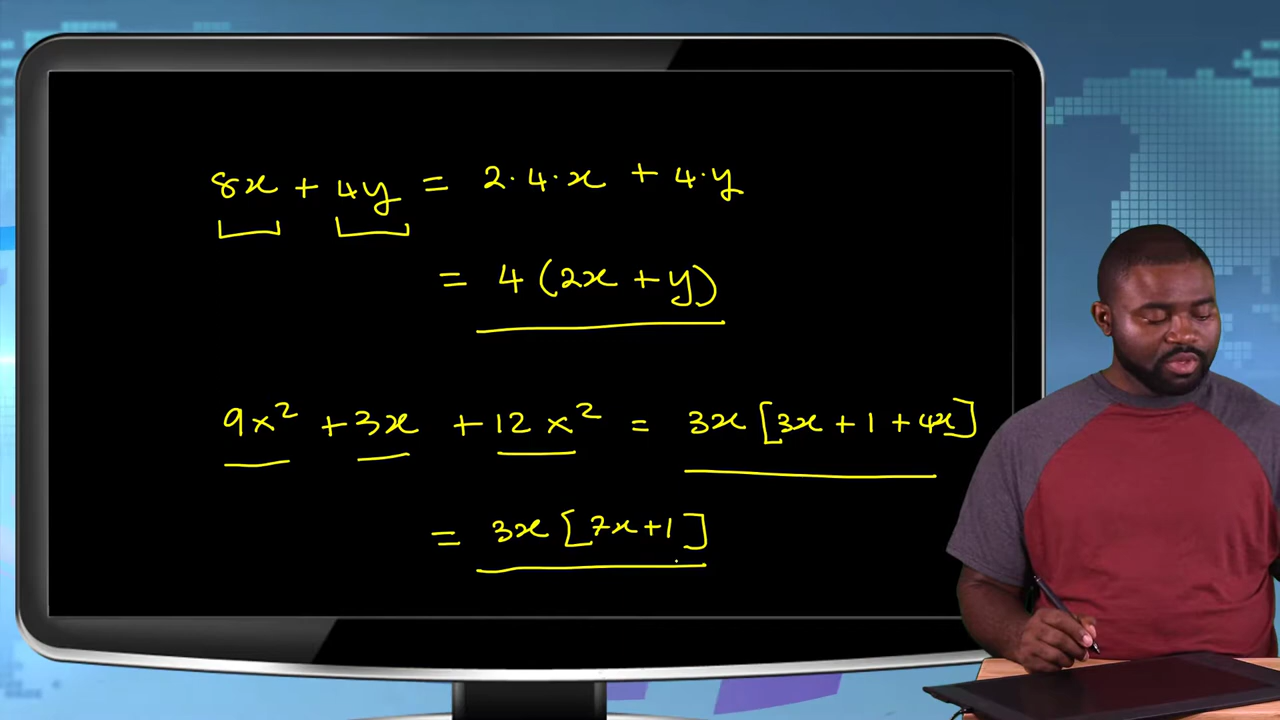 8x + 4y = 2·4·x + 4·y
= 4 (2x + y)
9x² + 3x + 12x² = 3x [3x + 1 + 4x]
= 3x [7x + 1]